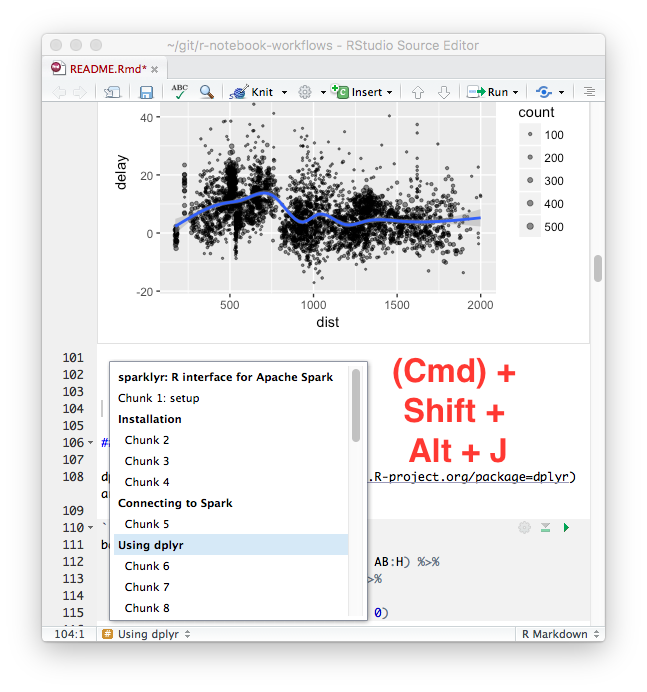 ~/git/r-notebook-workflows - RStudio Source Editor
README.Rmd*
ABC Knit Insert Run
40
20
0
-20
delay
500 1000 1500 2000
dist
count
100
200
300
400
500
101
102
103
104
105
106 ##
107
108 .R-project.org/package=dplyr)
a
109
110 `
111
112 AB:H) %>%
113 >%
114
115 0)
sparklyr: R interface for Apache Spark
Chunk 1: setup
Installation
Chunk 2
Chunk 3
Chunk 4
Connecting to Spark
Chunk 5
Using dplyr
Chunk 6
Chunk 7
Chunk 8
(Cmd) +
Shift +
Alt + J
104:1 # Using dplyr R Markdown